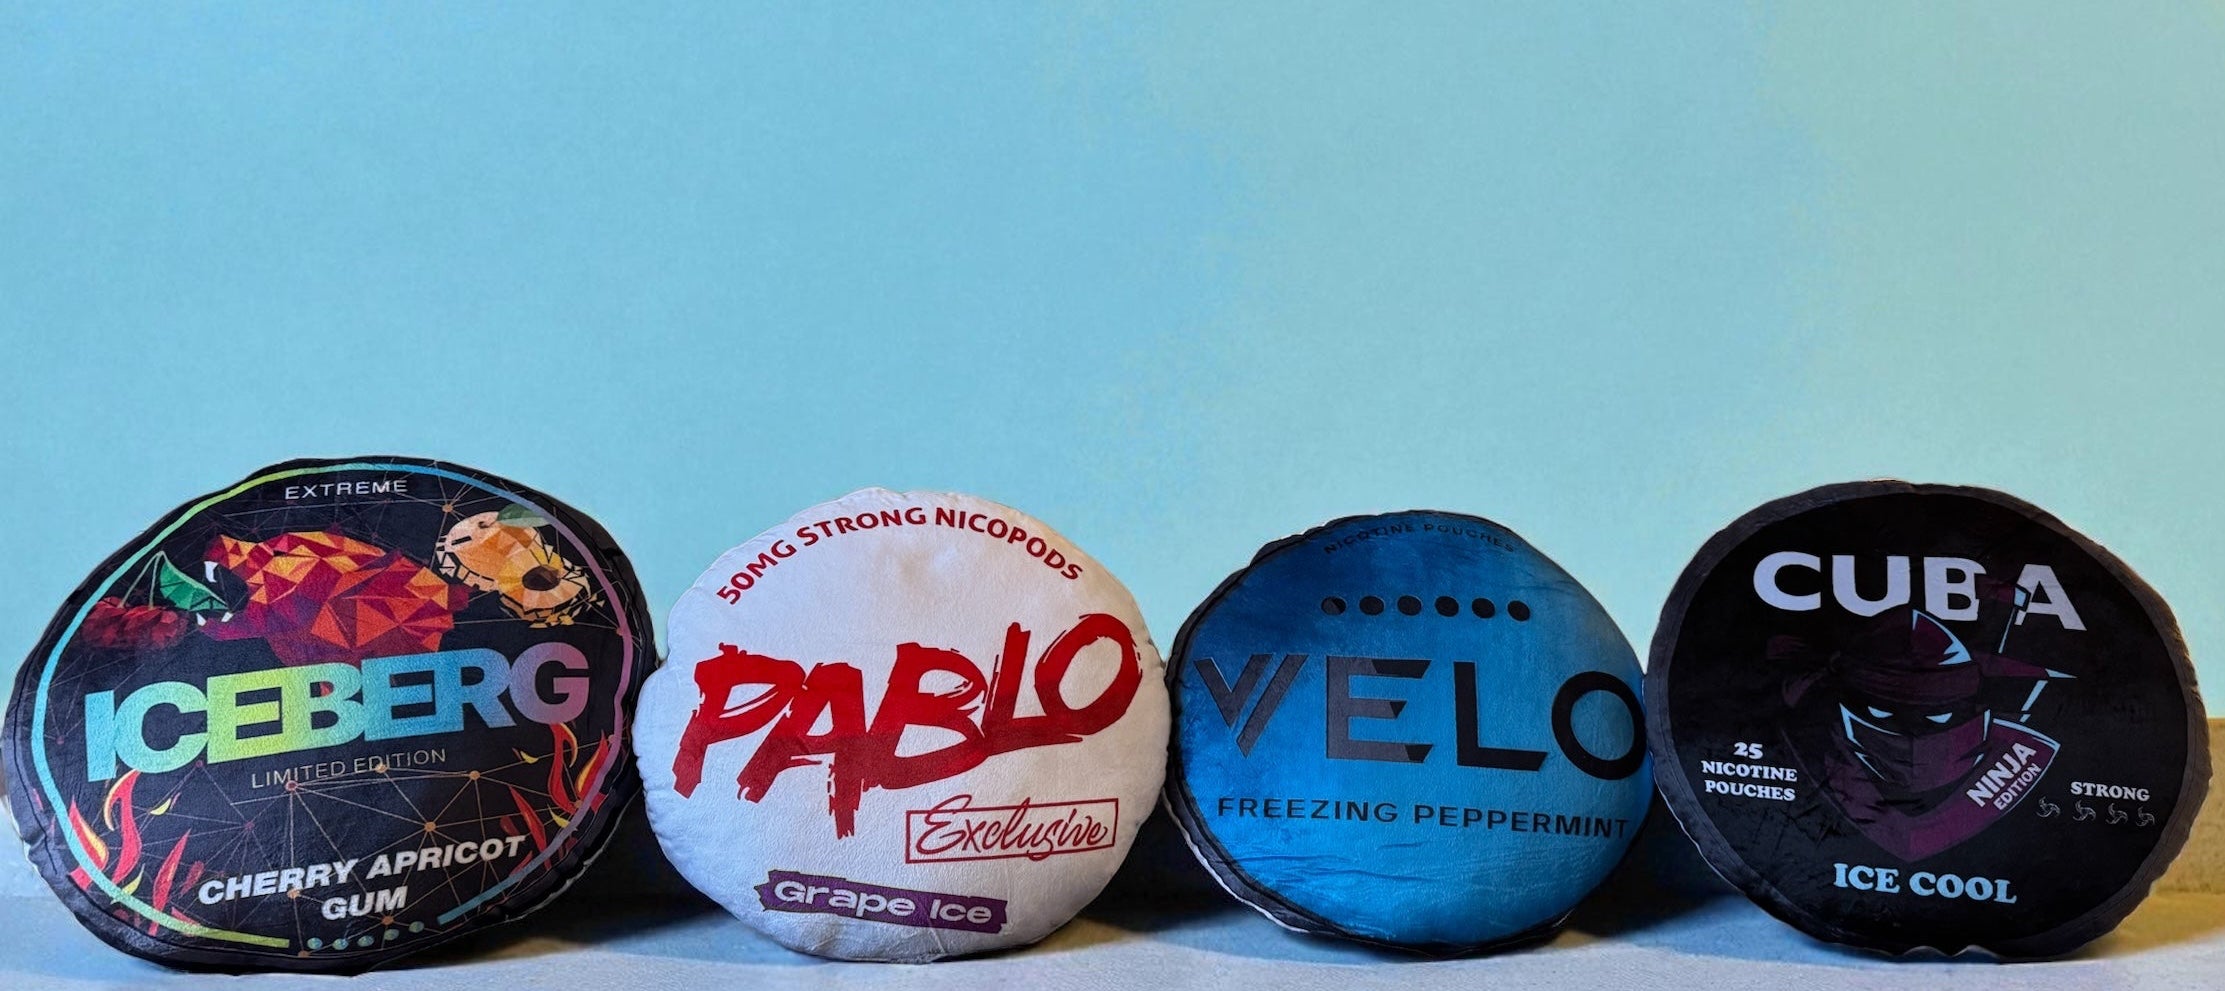 EXTREME
ICEBERG
LIMITED EDITION
CHERRY APRICOT
GUM
50MG STRONG NICOPODS
PABLO
Exclusive
Grape Ice
NICOTINE POUCHES
VELO
FREEZING PEPPERMINT
CUBA
25
NICOTINE
POUCHES
NINJA
EDITION
STRONG
ICE COOL